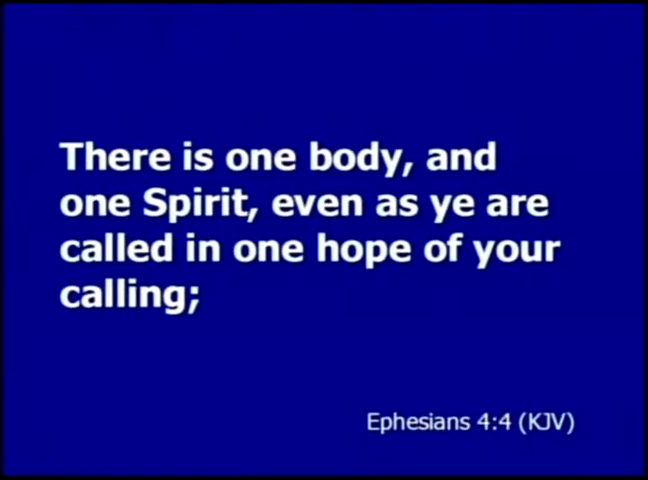 There is one body, and
one Spirit, even as ye are
called in one hope of your
calling;
Ephesians 4:4 (KJV)